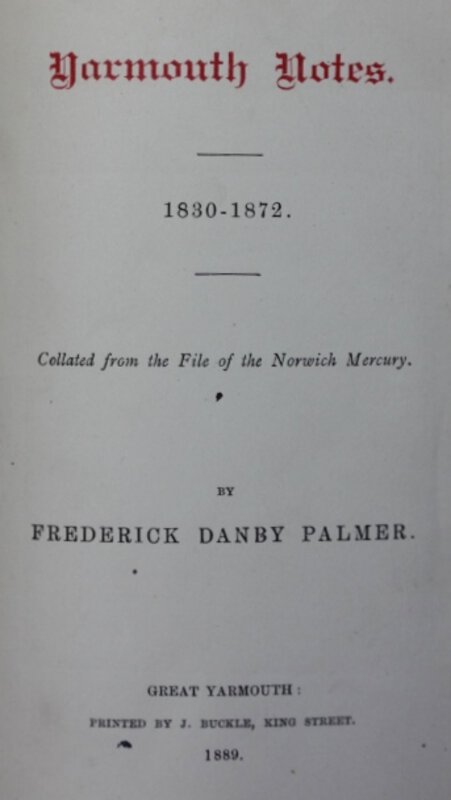 Yarmouth Notes.
1830-1872.
Collated from the File of the Norwich Mercury.
BY
FREDERICK DANBY PALMER.
GREAT YARMOUTH:
PRINTED BY J. BUCKLE, KING STREET.
1889.